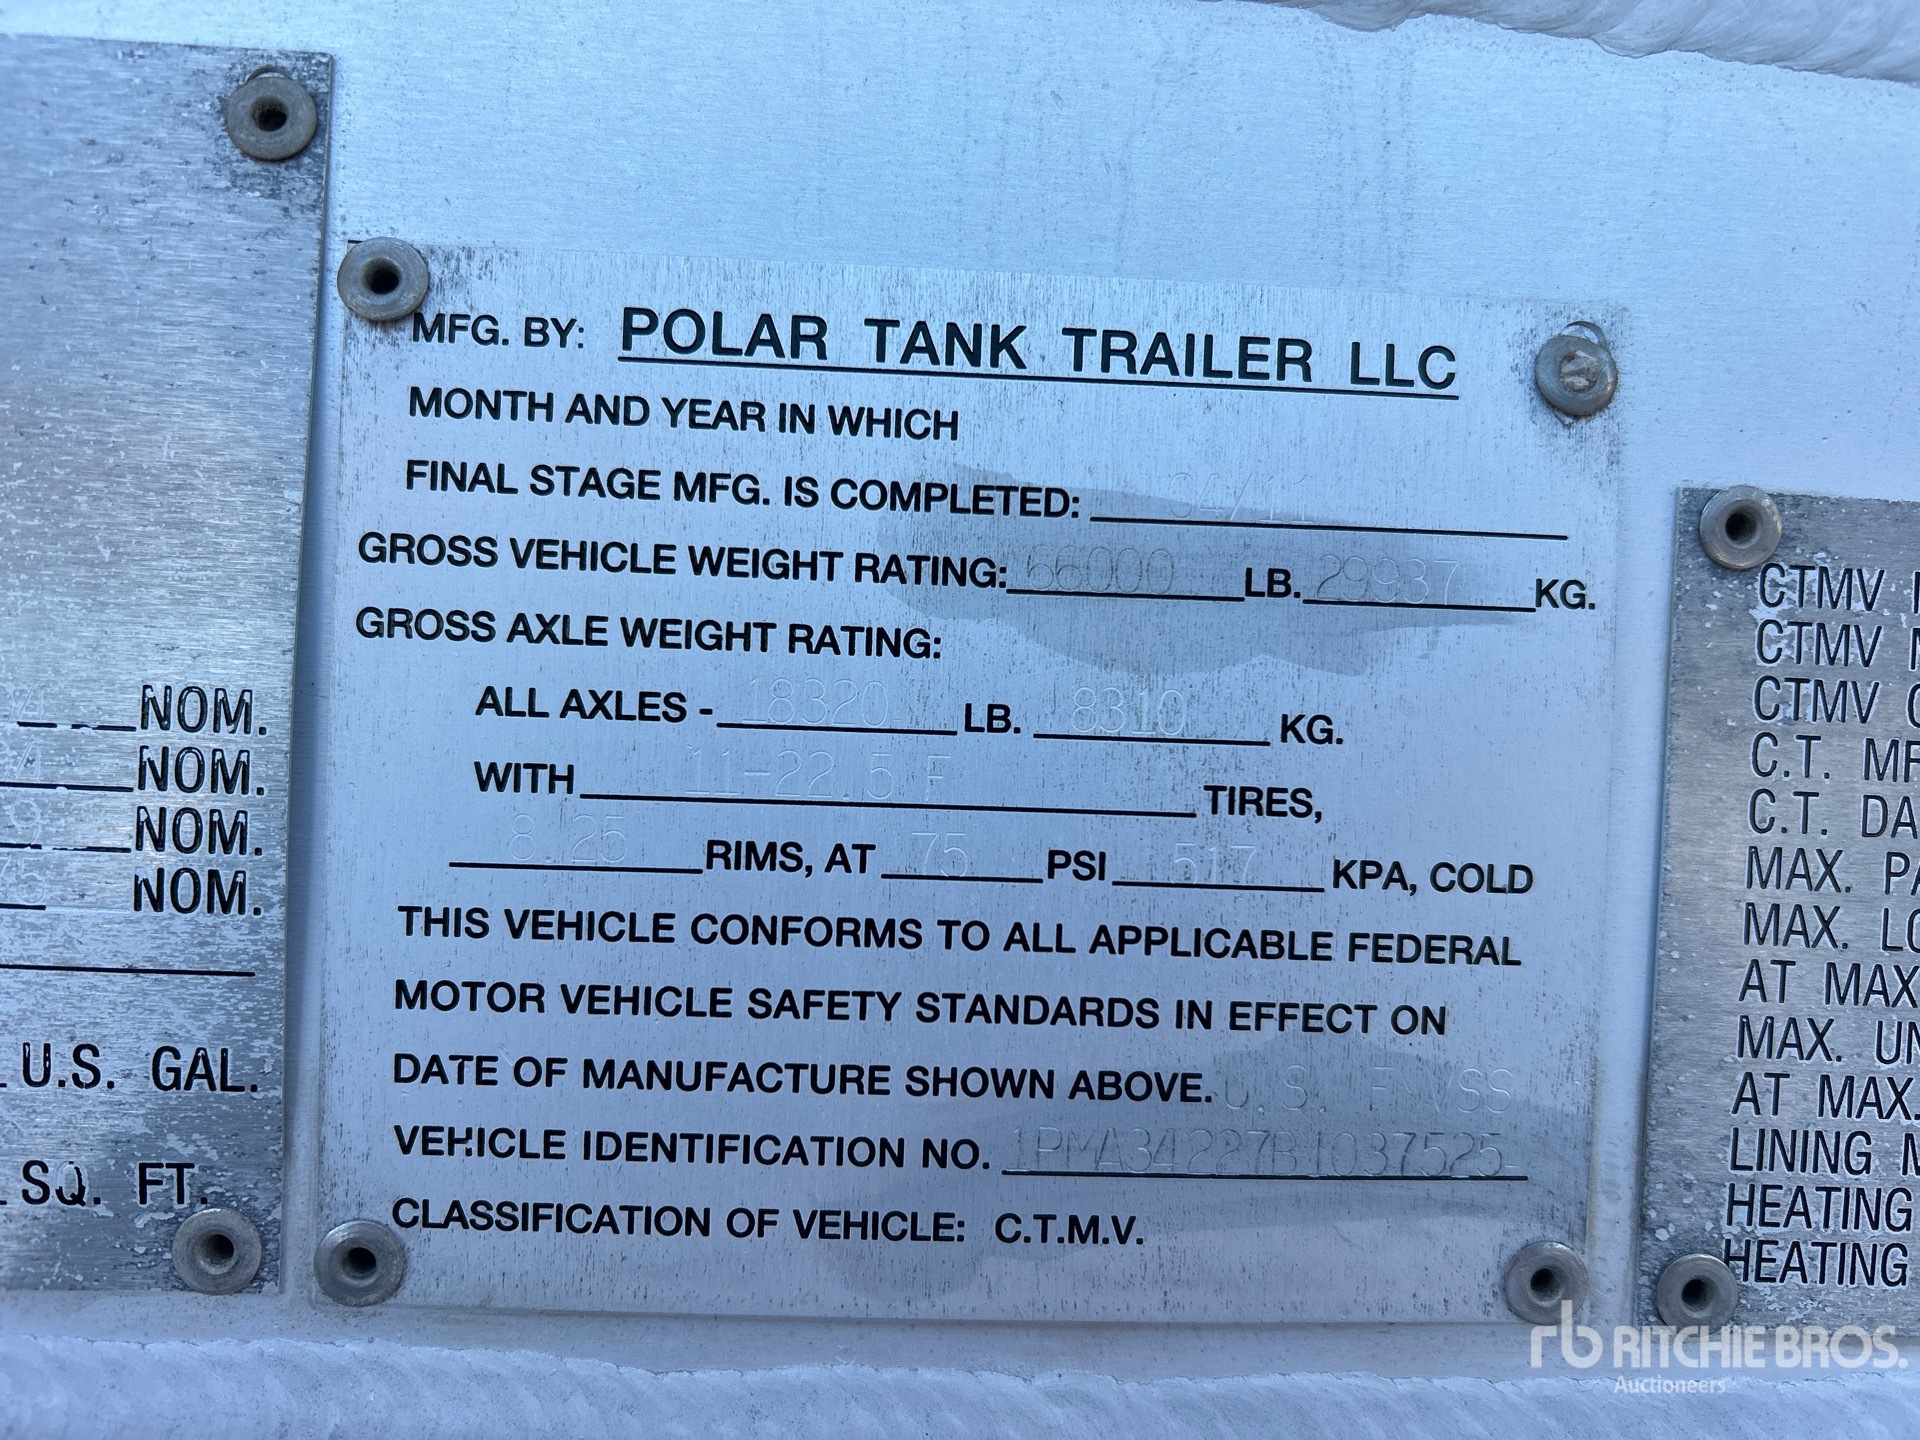 MFG. BY: POLAR TANK TRAILER LLC
MONTH AND YEAR IN WHICH
FINAL STAGE MFG. IS COMPLETED: 04/11
GROSS VEHICLE WEIGHT RATING: 66000 LB. 29937 KG.
GROSS AXLE WEIGHT RATING:
ALL AXLES - 18320 LB. 8310 KG.
WITH 11-22.5 F TIRES,
8.25 RIMS, AT 75 PSI 517 KPA, COLD
THIS VEHICLE CONFORMS TO ALL APPLICABLE FEDERAL
MOTOR VEHICLE SAFETY STANDARDS IN EFFECT ON
DATE OF MANUFACTURE SHOWN ABOVE. U.S. FMVSS
VEHICLE IDENTIFICATION NO. 1PMA34227B1037525
CLASSIFICATION OF VEHICLE: C.T.M.V.
NOM.
NOM.
NOM.
NOM.
U.S. GAL.
SQ. FT.
CTMV
CTMV
CTMV
C.T.
C.T.
MAX.
MAX.
AT MAX
MAX.
AT MAX.
LINING
HEATING
HEATING
rb RITCHIE BROS.
Auctioneers